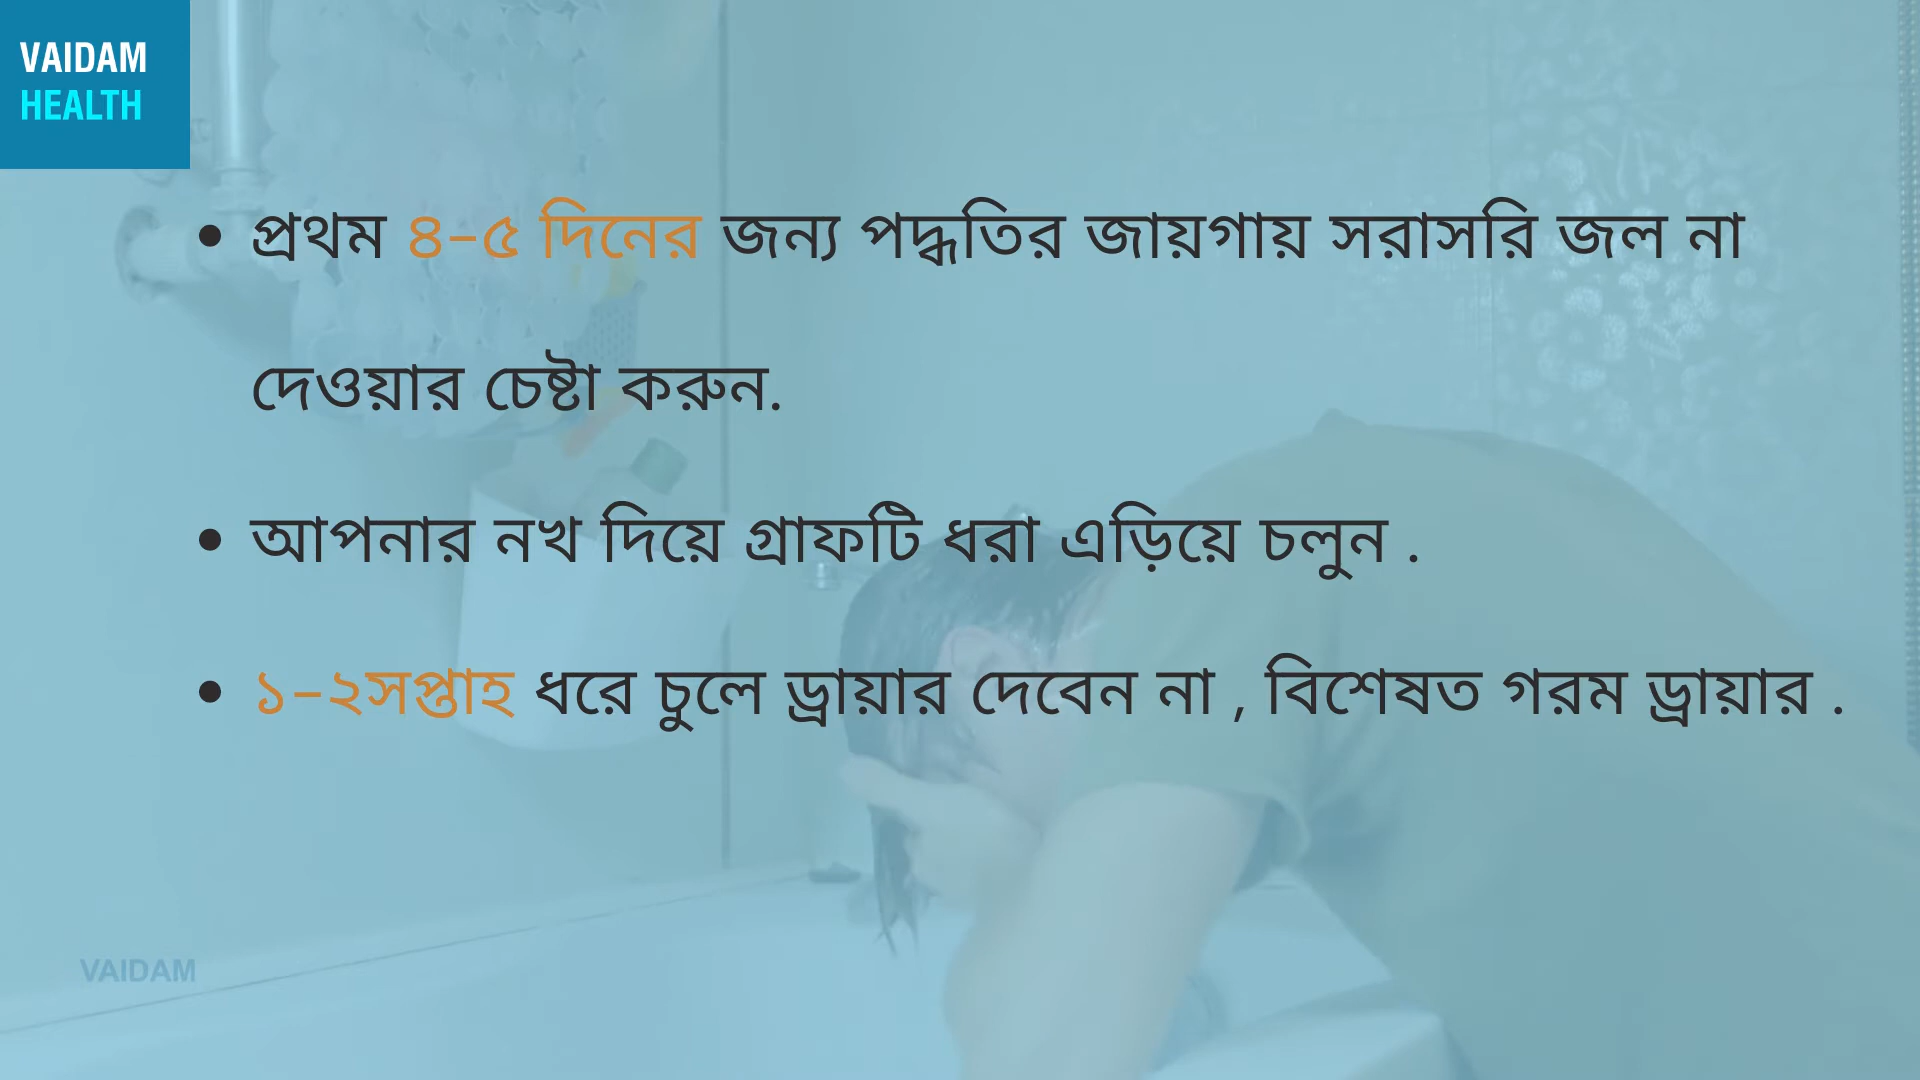 VAIDAM
HEALTH
• প্রথম ৪–৫ দিনের জন্য পদ্ধতির জায়গায় সরাসরি জল না
দেওয়ার চেষ্টা করুন.
• আপনার নখ দিয়ে গ্রাফটি ধরা এড়িয়ে চলুন .
• ১–২সপ্তাহ ধরে চুলে ড্রায়ার দেবেন না , বিশেষত গরম ড্রায়ার .
VAIDAM